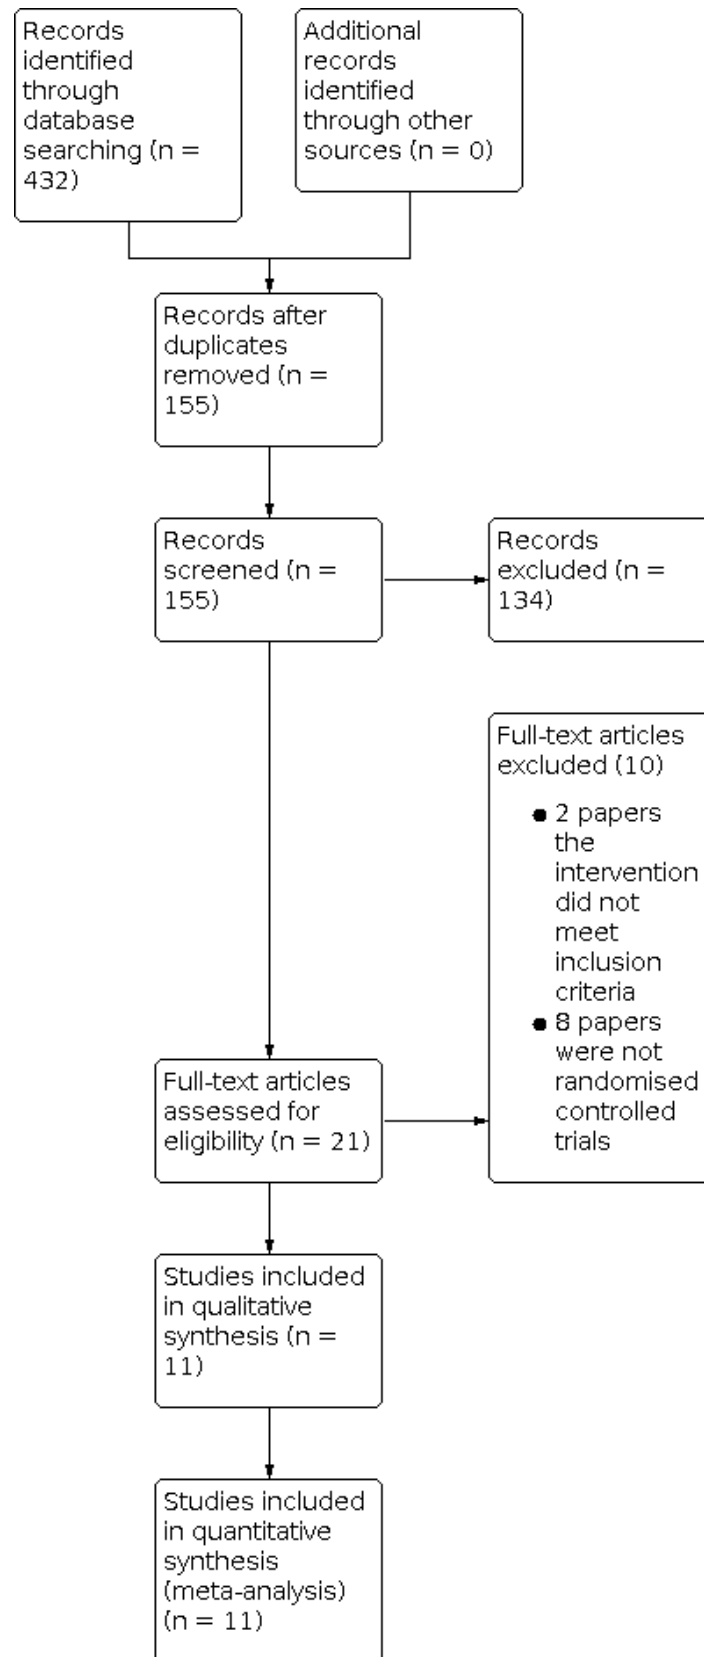 Records
identified
through
database
searching (n =
432)
Additional
records
identified
through other
sources (n = 0)
Records after
duplicates
removed (n =
155)
Records
screened (n =
155)
Records
excluded (n =
134)
Full-text articles
excluded (10)
● 2 papers
the
intervention
did not
meet
inclusion
criteria
● 8 papers
were not
randomised
controlled
trials
Full-text articles
assessed for
eligibility (n = 21)
Studies included
in qualitative
synthesis (n =
11)
Studies included
in quantitative
synthesis
(meta-analysis)
(n = 11)